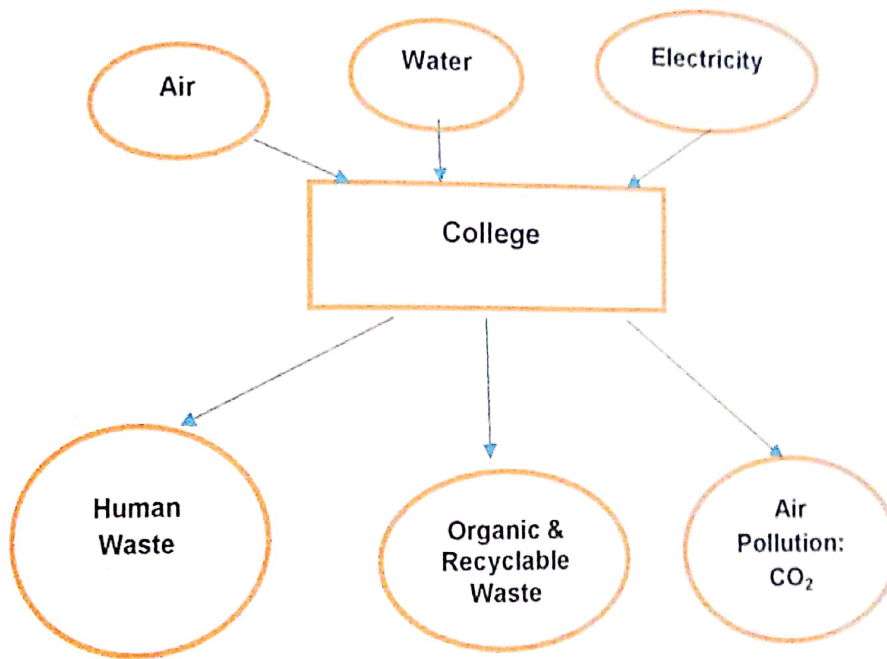 Air
Water
Electricity
College
Human
Waste
Organic &
Recyclable
Waste
Air
Pollution:
CO₂